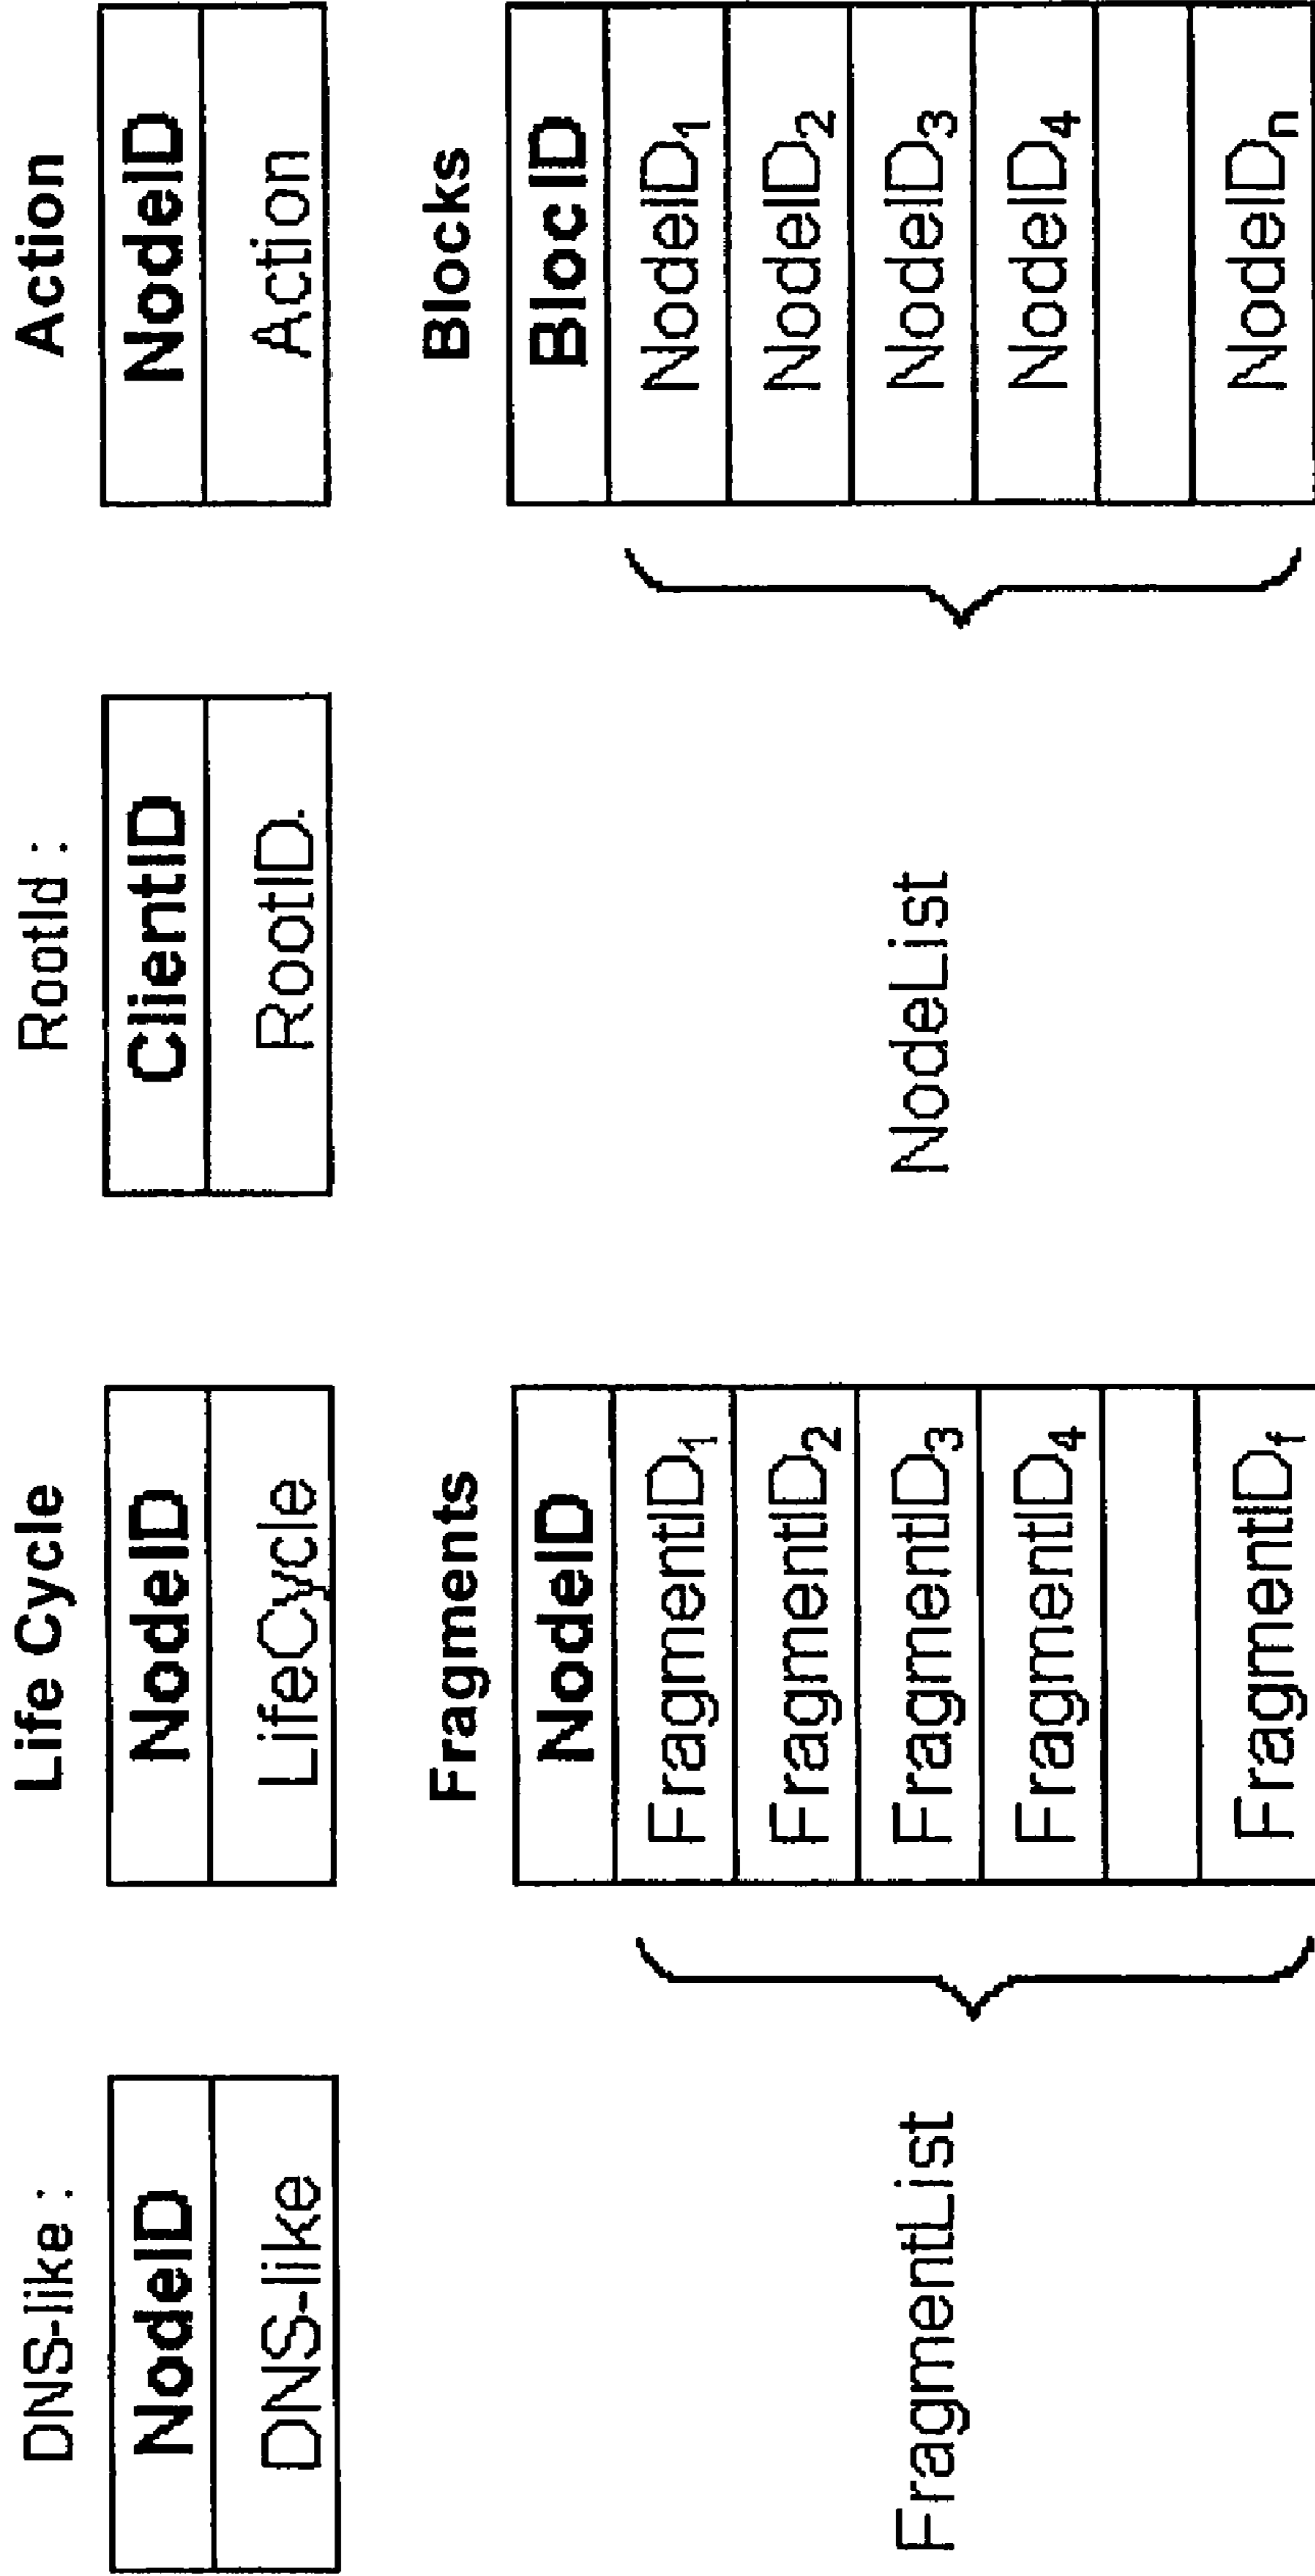 DNS-like :
NodeID
DNS-like
Life Cycle
NodeID
LifeCycle
RootId :
ClientID
RootID.
Action
NodeID
Action
FragmentList
Fragments
NodeID
FragmentID₁
FragmentID₂
FragmentID₃
FragmentID₄
FragmentIDf
NodeList
Blocks
BlocID
NodeID₁
NodeID₂
NodeID₃
NodeID₄
NodeIDₙ